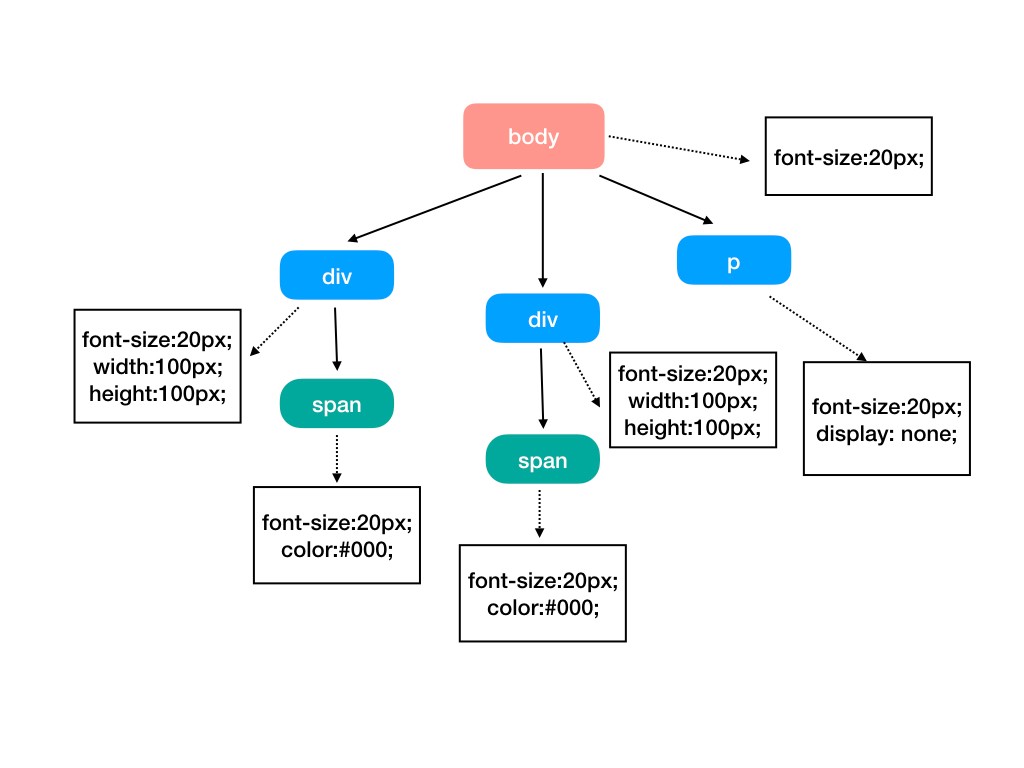 body
font-size:20px;
div
p
div
font-size:20px;
width:100px;
height:100px;
span
font-size:20px;
width:100px;
height:100px;
font-size:20px;
display: none;
span
font-size:20px;
color:#000;
font-size:20px;
color:#000;